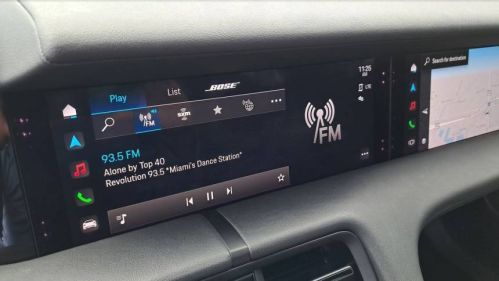 Play
List
BOSE
11:25
AM
LTE
Search for destination
FM
sxm
FM
93.5 FM
Alone by Top 40
Revolution 93.5 "Miami's Dance Station"